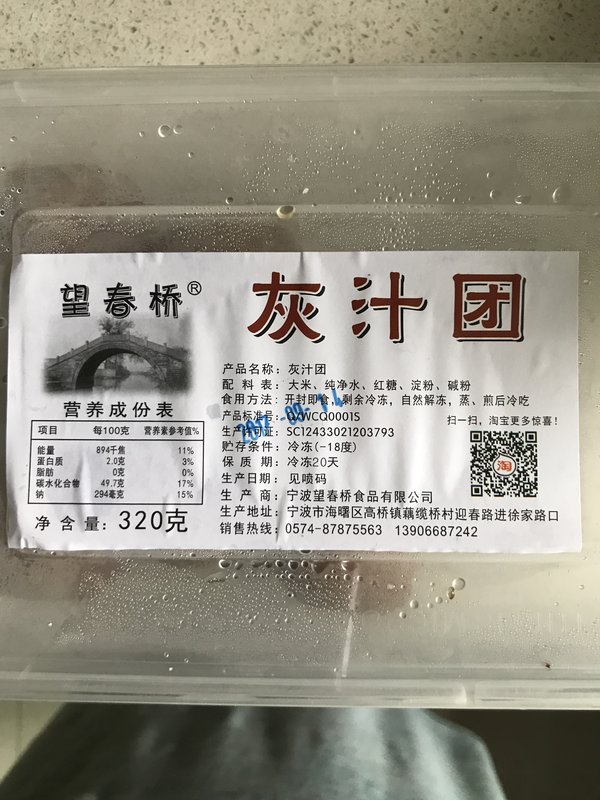 望春桥®
灰汁团
营养成份表
项目 每100克 营养素参考值%
能量 894千焦 11%
蛋白质 2.0克 3%
脂肪 0克 0%
碳水化合物 49.7克 17%
钠 294毫克 15%
净含量：320克
产品名称：灰汁团
配料表：大米、纯净水、红糖、淀粉、碱粉
食用方法：开封即食，剩余冷冻，自然解冻，蒸、煎后冷吃
产品标准号：Q/WCQ0001S
生产许可证：SC12433021203793
贮存条件：冷冻(-18度)
保质期：冷冻20天
生产日期：见喷码
生产商：宁波望春桥食品有限公司
生产地址：宁波市海曙区高桥镇藕缆桥村迎春路进徐家路口
销售热线：0574-87875563 13906687242
扫一扫，淘宝更多惊喜！
淘